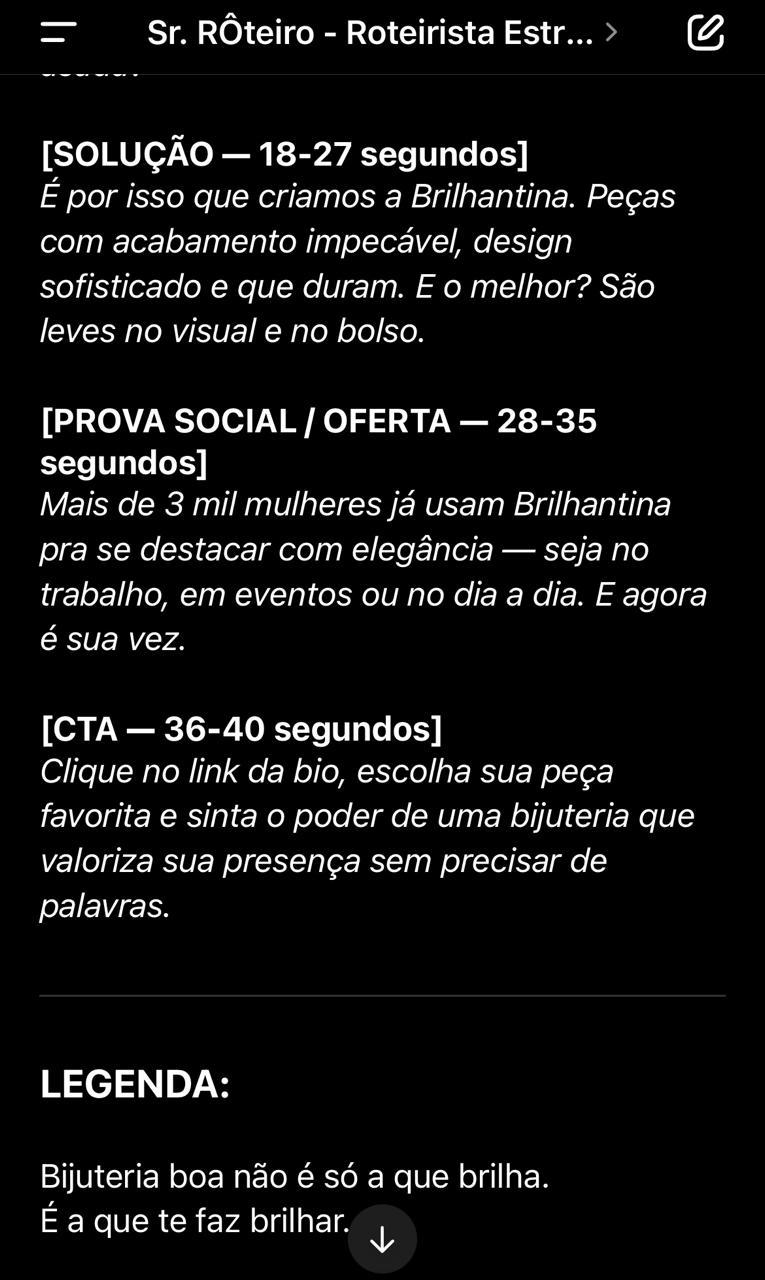 Sr. RÔteiro - Roteirista Estr...
[SOLUÇÃO — 18-27 segundos]
É por isso que criamos a Brilhantina. Peças
com acabamento impecável, design
sofisticado e que duram. E o melhor? São
leves no visual e no bolso.
[PROVA SOCIAL / OFERTA — 28-35
segundos]
Mais de 3 mil mulheres já usam Brilhantina
pra se destacar com elegância — seja no
trabalho, em eventos ou no dia a dia. E agora
é sua vez.
[CTA — 36-40 segundos]
Clique no link da bio, escolha sua peça
favorita e sinta o poder de uma bijuteria que
valoriza sua presença sem precisar de
palavras.
LEGENDA:
Bijuteria boa não é só a que brilha.
É a que te faz brilhar.